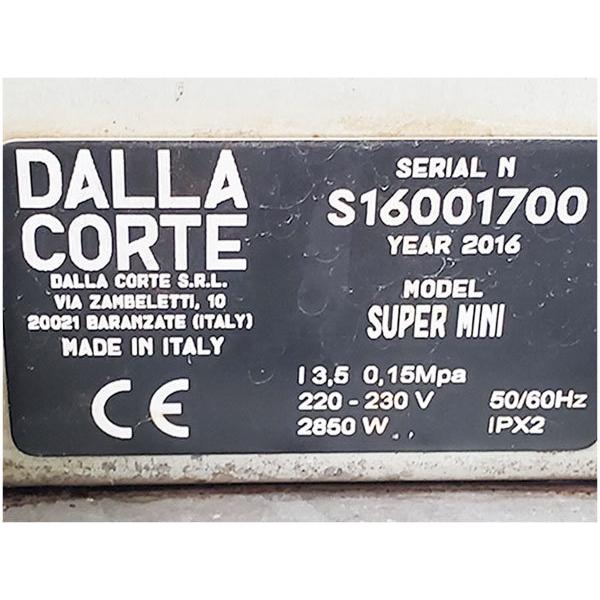 DALLA
CORTE
DALLA CORTE S.R.L.
VIA ZAMBELETTI, 10
20021 BARANZATE (ITALY)
MADE IN ITALY
CE
SERIAL N
S16001700
YEAR 2016
MODEL
SUPER MINI
l 3,5 0,15Mpa
220 - 230 V 50/60Hz
2850 W IPX2